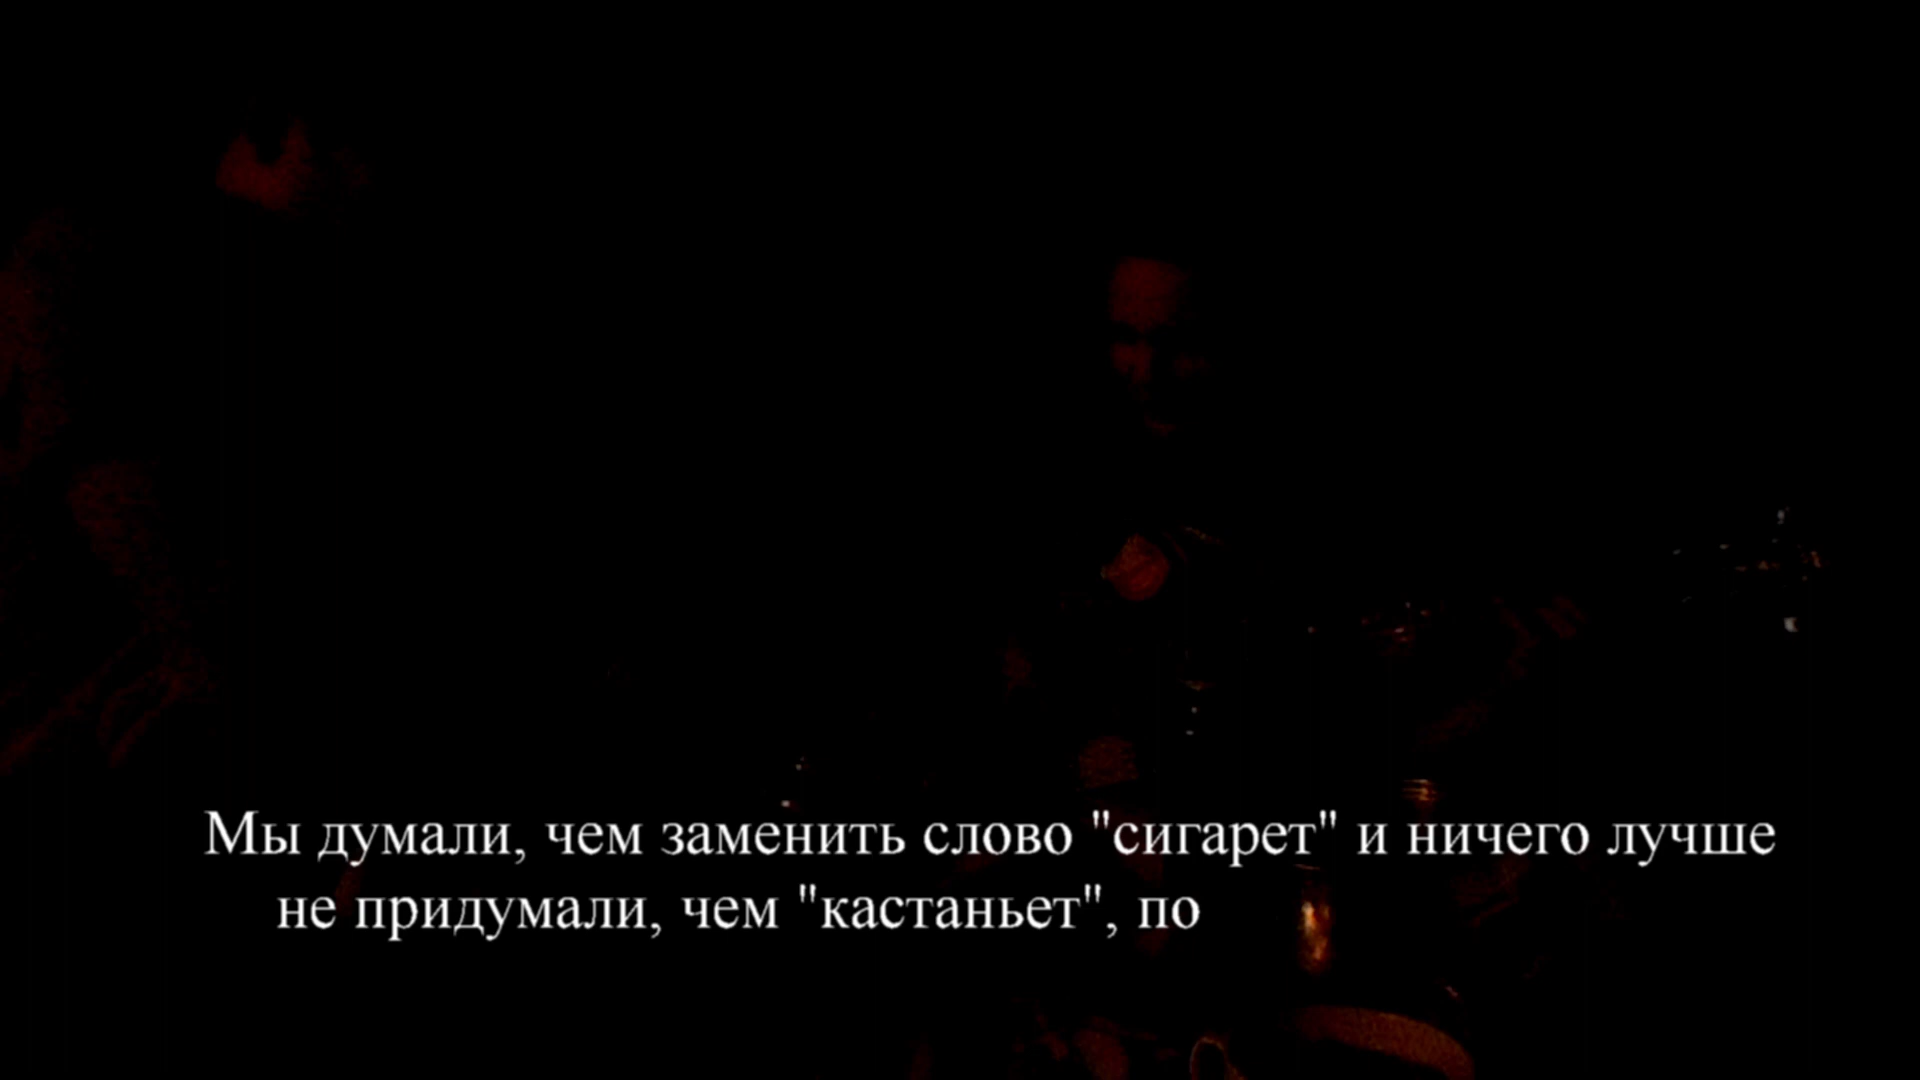 Мы думали, чем заменить слово "сигарет" и ничего лучше
не придумали, чем "кастаньет", по